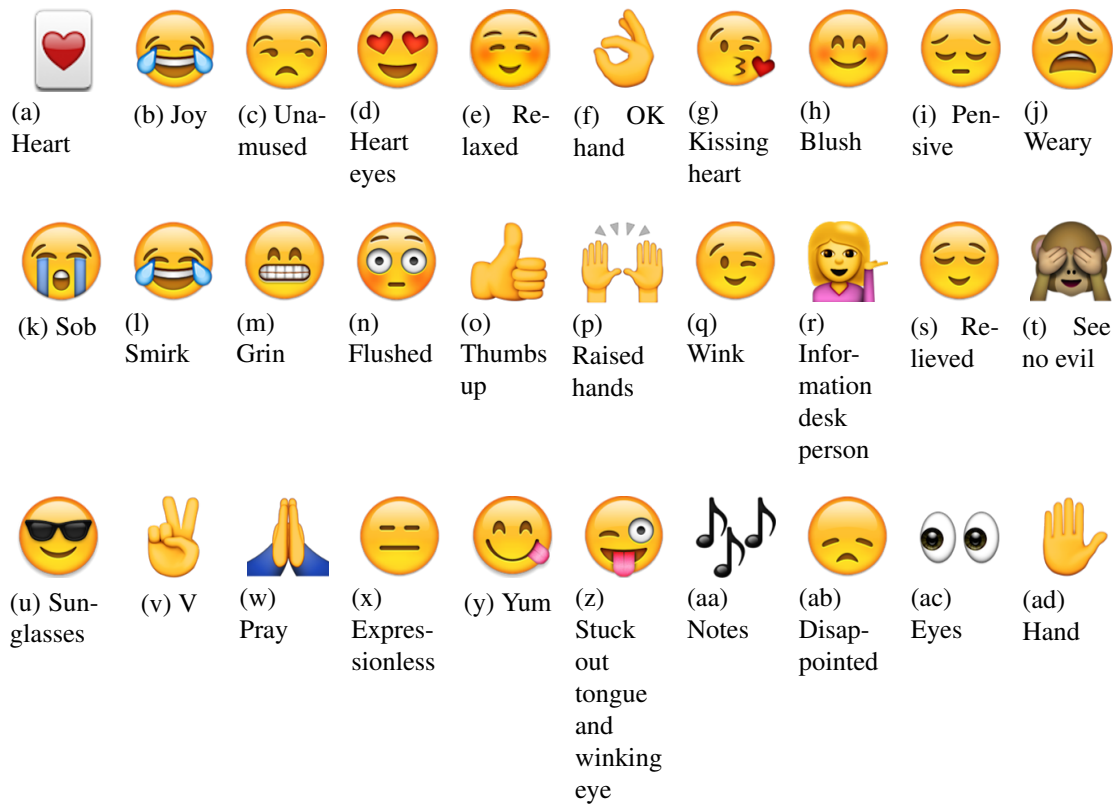 (a)
Heart
(b) Joy
(c) Una-
mused
(d)
Heart
eyes
(e) Re-
laxed
(f) OK
hand
(g)
Kissing
heart
(h)
Blush
(i) Pen-
sive
(j)
Weary
(k) Sob
(l)
Smirk
(m)
Grin
(n)
Flushed
(o)
Thumbs
up
(p)
Raised
hands
(q)
Wink
(r)
Infor-
mation
desk
person
(s) Re-
lieved
(t) See
no evil
(u) Sun-
glasses
(v) V
(w)
Pray
(x)
Expres-
sionless
(y) Yum
(z)
Stuck
out
tongue
and
winking
eye
(aa)
Notes
(ab)
Disap-
pointed
(ac)
Eyes
(ad)
Hand